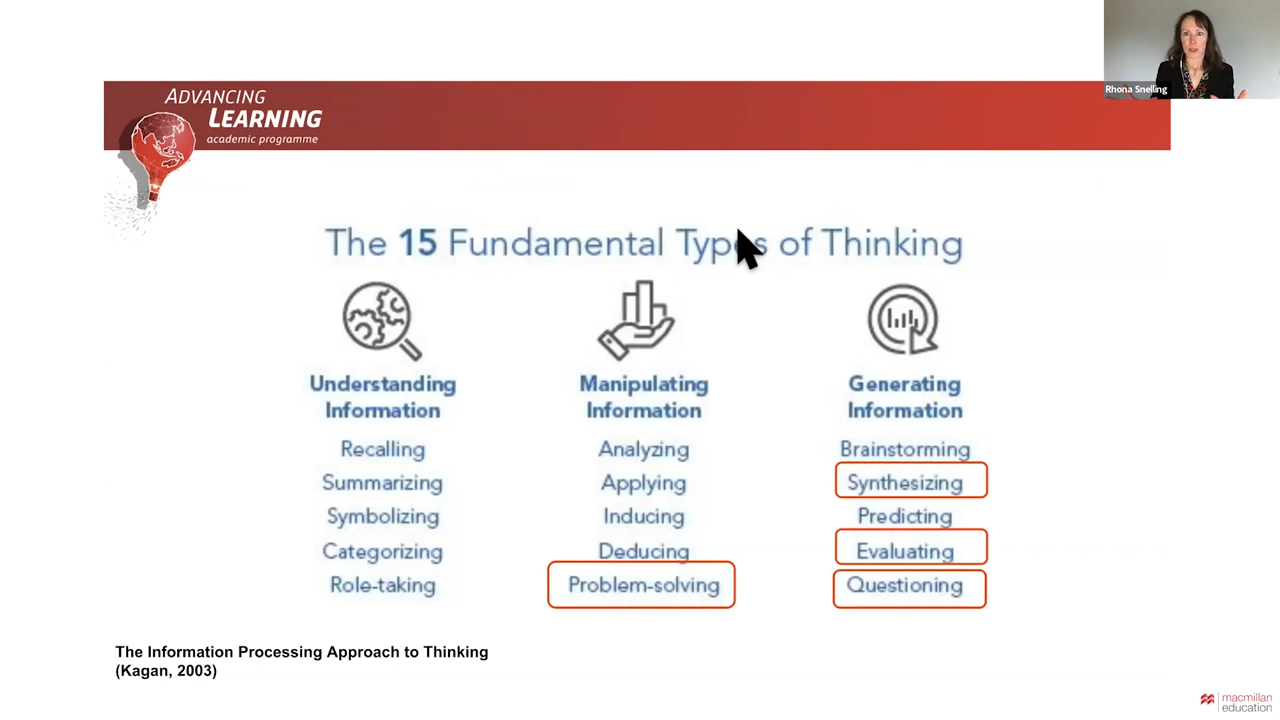 Rhona Snelling
ADVANCING
LEARNING
academic programme
The 15 Fundamental Types of Thinking
Understanding
Information
Recalling
Summarizing
Symbolizing
Categorizing
Role-taking
Manipulating
Information
Analyzing
Applying
Inducing
Deducing
Problem-solving
Generating
Information
Brainstorming
Synthesizing
Predicting
Evaluating
Questioning
The Information Processing Approach to Thinking
(Kagan, 2003)
macmillan
education